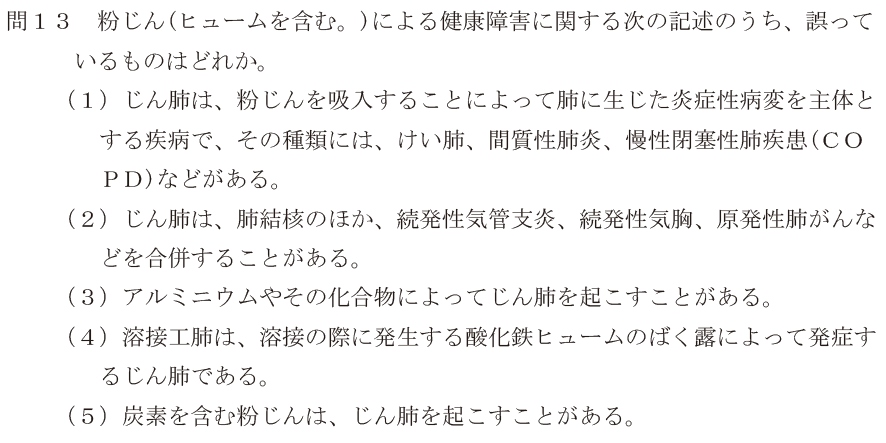 問１３　粉じん(ヒュームを含む。)による健康障害に関する次の記述のうち、誤って
いるものはどれか。
（１）じん肺は、粉じんを吸入することによって肺に生じた炎症性病変を主体と
する疾病で、その種類には、けい肺、間質性肺炎、慢性閉塞性肺疾患(ＣＯ
ＰＤ)などがある。
（２）じん肺は、肺結核のほか、続発性気管支炎、続発性気胸、原発性肺がんな
どを合併することがある。
（３）アルミニウムやその化合物によってじん肺を起こすことがある。
（４）溶接工肺は、溶接の際に発生する酸化鉄ヒュームのばく露によって発症す
るじん肺である。
（５）炭素を含む粉じんは、じん肺を起こすことがある。